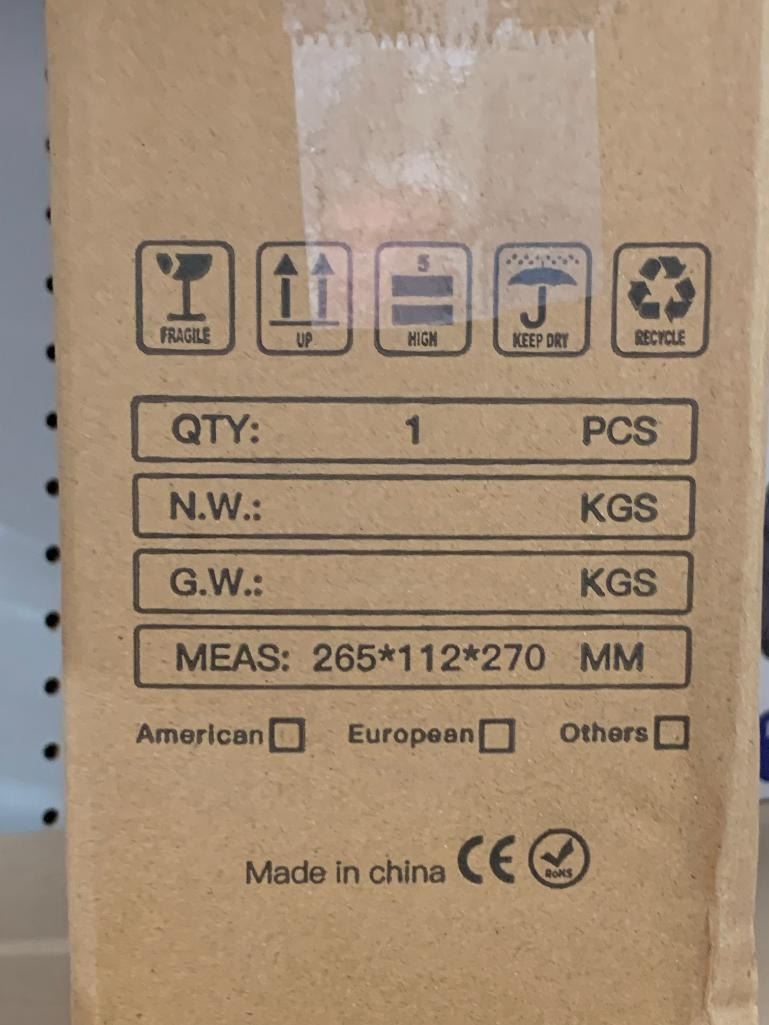 5
FRAGILE UP HIGH KEEP DRY RECYCLE
QTY: 1 PCS
N.W.: KGS
G.W.: KGS
MEAS: 265*112*270 MM
American European Others
Made in china CE RoHS